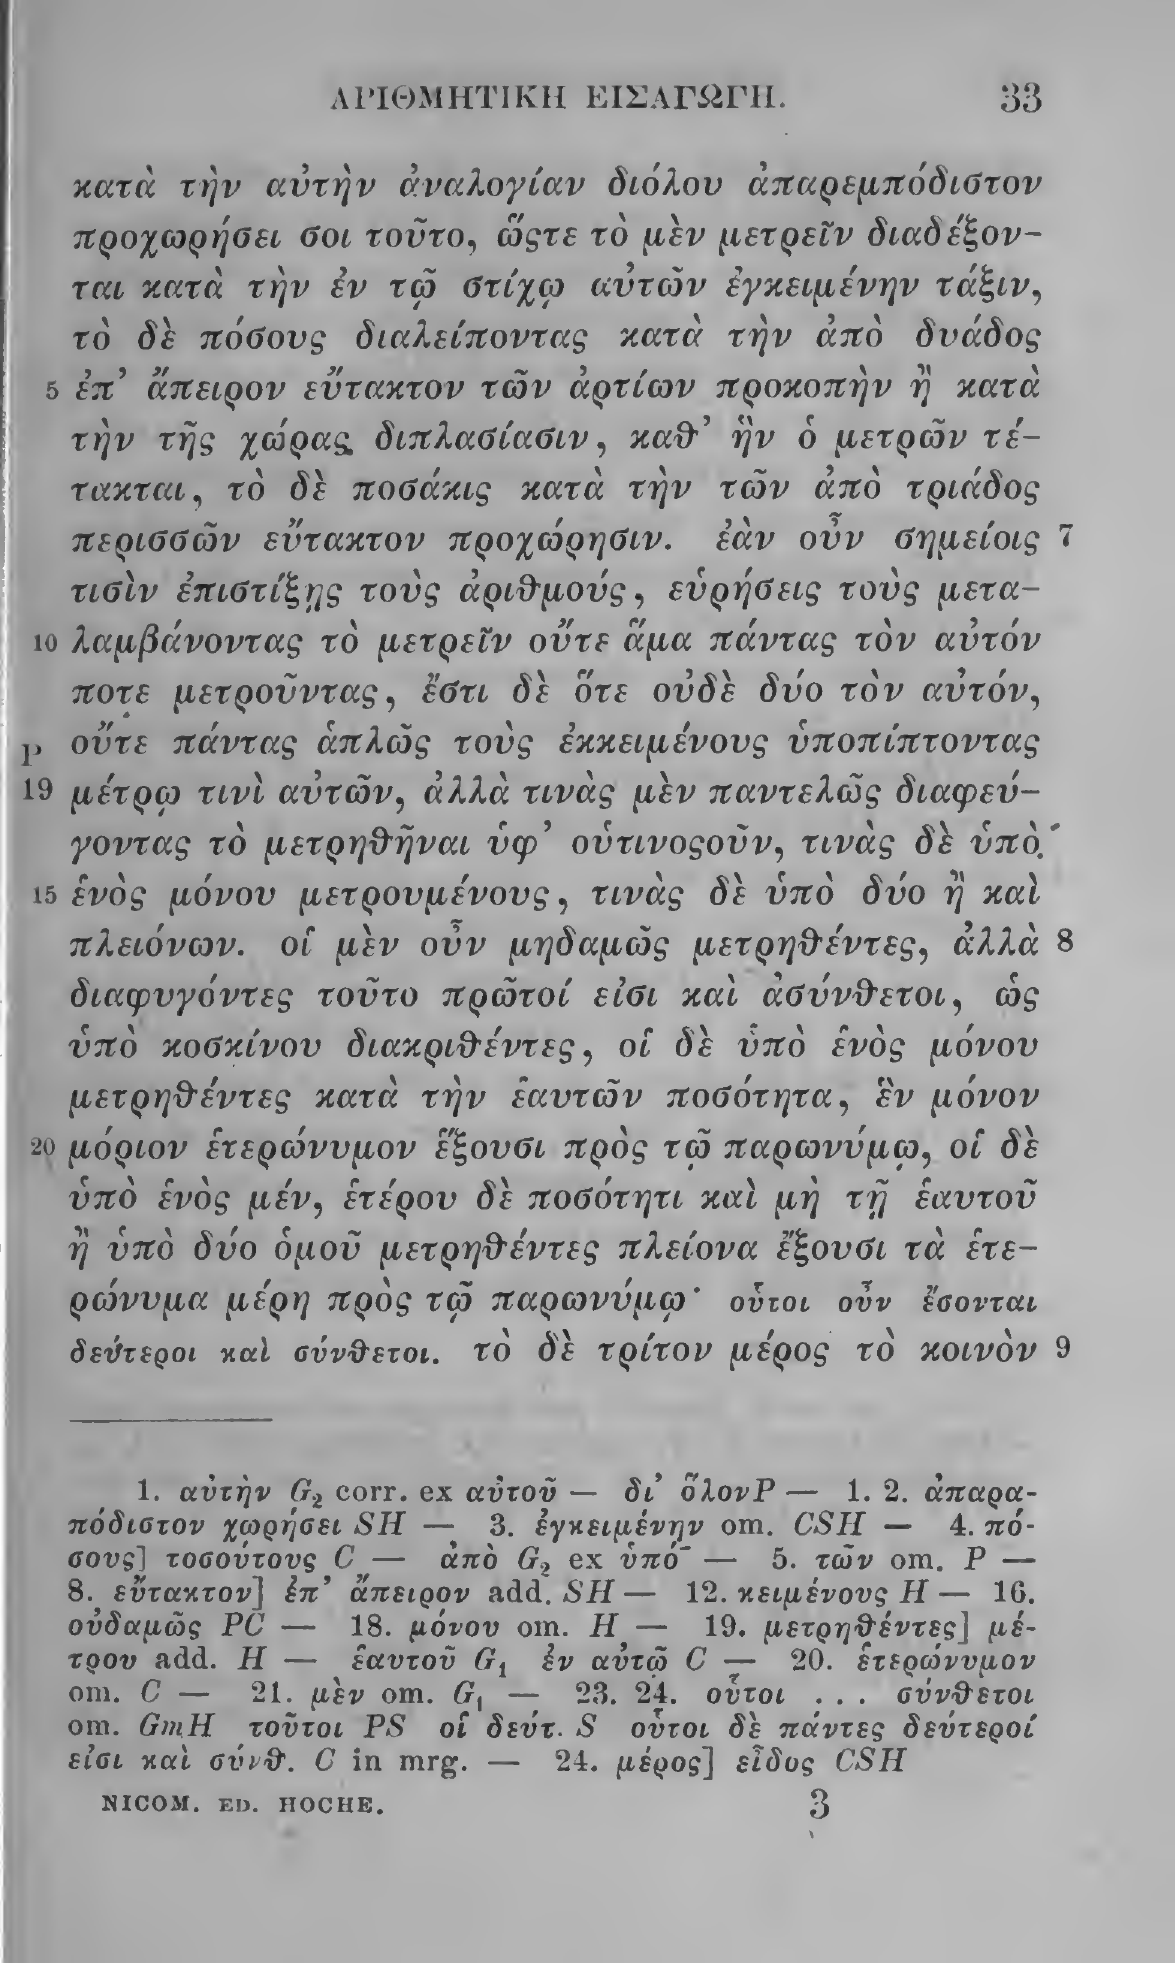 ΑΡΙΘΜΗΤΙΚΗ ΕΙΣΑΓΩΓΗ. 33
κατὰ τὴν αὐτὴν ἀναλογίαν διόλου ἀπαρεμπόδιστον
προχωρήσει σοι τοῦτο, ὥςτε τὸ μὲν μετρεῖν διαδέξον-
ται κατὰ τὴν ἐν τῷ στίχῳ αὐτῶν ἐγκειμένην τάξιν,
τὸ δὲ πόσους διαλείποντας κατὰ τὴν ἀπὸ δυάδος
5 ἐπ’ ἄπειρον εὔτακτον τῶν ἀρτίων προκοπὴν ἢ κατὰ
τὴν τῆς χώρας διπλασίασιν, καθ’ ἣν ὁ μετρῶν τέ-
τακται, τὸ δὲ ποσάκις κατὰ τὴν τῶν ἀπὸ τριάδος
περισσῶν εὔτακτον προχώρησιν. ἐὰν οὖν σημείοις 7
τισὶν ἐπιστίξῃς τοὺς ἀριθμούς, εὑρήσεις τοὺς μετα-
10 λαμβάνοντας τὸ μετρεῖν οὔτε ἅμα πάντας τὸν αὐτόν
ποτε μετροῦντας, ἔστι δὲ ὅτε οὐδὲ δύο τὸν αὐτόν,
p οὔτε πάντας ἁπλῶς τοὺς ἐκκειμένους ὑποπίπτοντας
19 μέτρῳ τινὶ αὐτῶν, ἀλλὰ τινὰς μὲν παντελῶς διαφεύ-
γοντας τὸ μετρηθῆναι ὑφ’ οὑτινοςοῦν, τινὰς δὲ ὑπὸ
15 ἑνὸς μόνου μετρουμένους, τινὰς δὲ ὑπὸ δύο ἢ καὶ
πλειόνων. οἱ μὲν οὖν μηδαμῶς μετρηθέντες, ἀλλὰ 8
διαφυγόντες τοῦτο πρῶτοί εἰσι καὶ ἀσύνθετοι, ὡς
ὑπὸ κοσκίνου διακριθέντες, οἱ δὲ ὑπὸ ἑνὸς μόνου
μετρηθέντες κατὰ τὴν ἑαυτῶν ποσότητα, ἓν μόνον
20 μόριον ἑτερώνυμον ἕξουσι πρὸς τῷ παρωνύμῳ, οἱ δὲ
ὑπὸ ἑνὸς μέν, ἑτέρου δὲ ποσότητι καὶ μὴ τῇ ἑαυτοῦ
ἢ ὑπὸ δύο ὁμοῦ μετρηθέντες πλείονα ἕξουσι τὰ ἑτε-
ρώνυμα μέρη πρὸς τῷ παρωνύμῳ· οὗτοι οὖν ἔσονται
δεύτεροι καὶ σύνθετοι. τὸ δὲ τρίτον μέρος τὸ κοινὸν 9
1. αὐτὴν G₂ corr. ex αὐτοῦ — δι’ ὅλον P — 1. 2. ἀπαρα-
πόδιστον χωρήσει SH — 3. ἐγκειμένην om. CSH — 4. πό-
σους] τοσούτους C — ἀπὸ G₂ ex ὑπό — 5. τῶν om. P —
8. εὔτακτον] ἐπ’ ἄπειρον add. SH — 12. κειμένους H — 16.
οὐδαμῶς PC — 18. μόνου om. H — 19. μετρηθέντες] μέ-
τρου add. H — ἑαυτοῦ G₁ ἐν αὐτῷ C — 20. ἑτερώνυμον
om. C — 21. μὲν om. G₁ — 23. 24. οὗτοι . . . σύνθετοι
om. GmH τοῦτοι PS οἱ δεύτ. S οὗτοι δὲ πάντες δεύτεροί
εἰσι καὶ σύνθ. C in mrg. — 24. μέρος] εἶδος CSH
NICOM. ED. HOCHE. 3